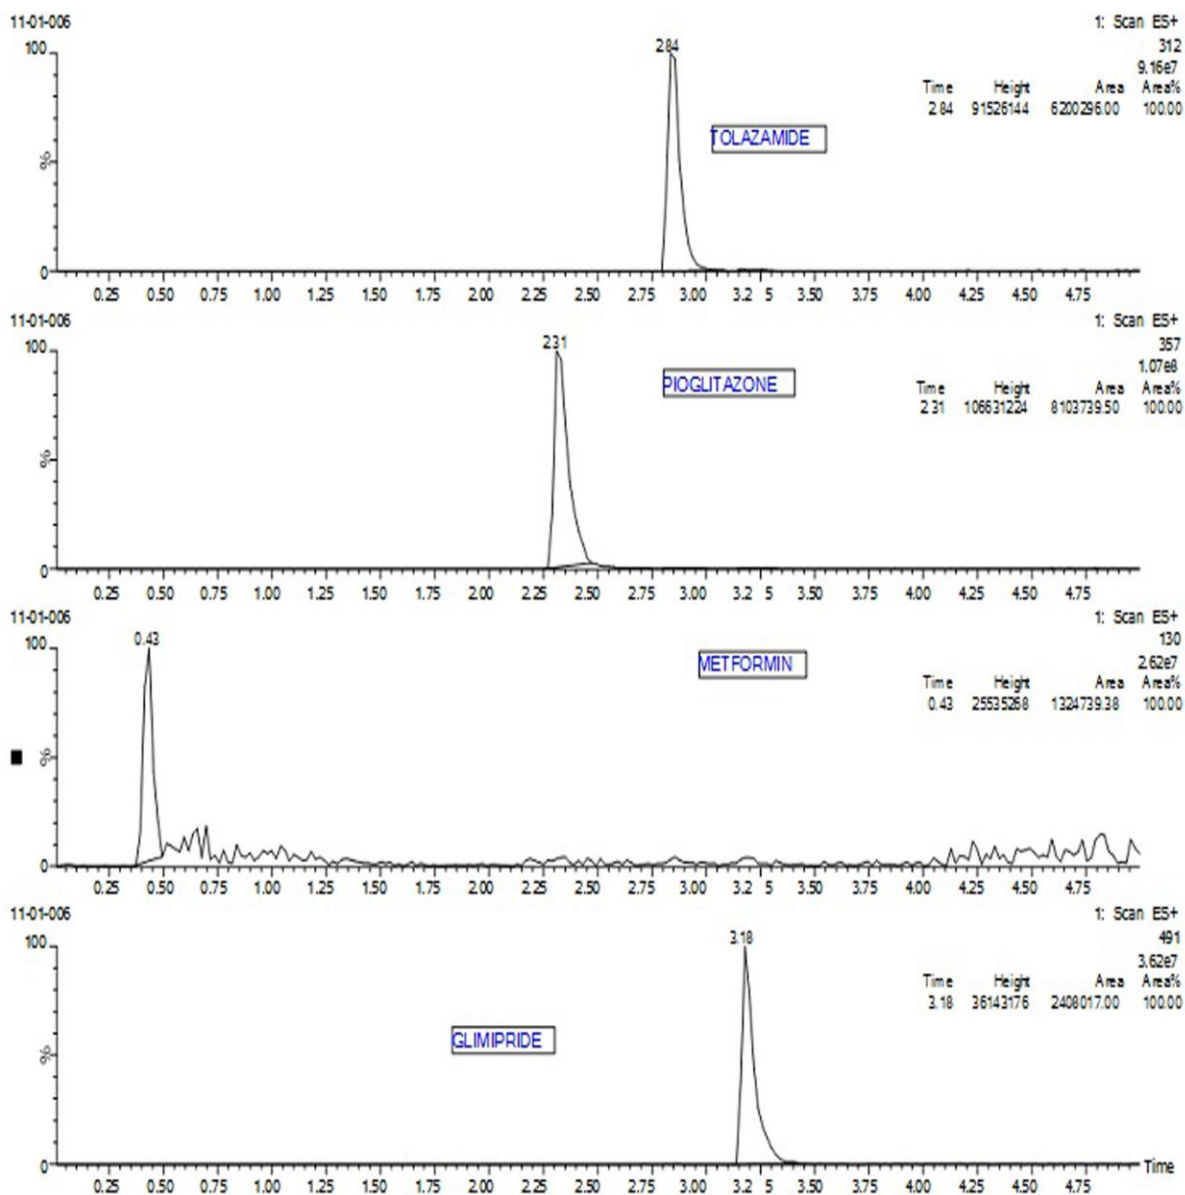 11-01-006
1: Scan ES+
312
9.16e7
100
2.84
Time Height Area Area%
2.84 91526144 6200296.00 100.00
TOLAZAMIDE
%
0
0.25 0.50 0.75 1.00 1.25 1.50 1.75 2.00 2.25 2.50 2.75 3.00 3.2 5 3.75 4.00 4.25 4.50 4.75
11-01-006
1: Scan ES+
357
1.07e8
100
2.31
Time Height Area Area%
2.31 106631224 8103739.50 100.00
PIOGLITAZONE
%
0
0.25 0.50 0.75 1.00 1.25 1.50 1.75 2.00 2.25 2.50 2.75 3.00 3.2 5 3.75 4.00 4.25 4.50 4.75
11-01-006
1: Scan ES+
130
2.62e7
100
0.43
Time Height Area Area%
0.43 25535268 1324739.38 100.00
METFORMIN
%
0
0.25 0.50 0.75 1.00 1.25 1.50 1.75 2.00 2.25 2.50 2.75 3.00 3.2 5 3.75 4.00 4.25 4.50 4.75
11-01-006
1: Scan ES+
491
3.62e7
100
3.18
Time Height Area Area%
3.18 36143176 2408017.00 100.00
GLIMIPRIDE
%
0
Time
0.25 0.50 0.75 1.00 1.25 1.50 1.75 2.00 2.25 2.50 2.75 3.00 3.2 5 3.75 4.00 4.25 4.50 4.75